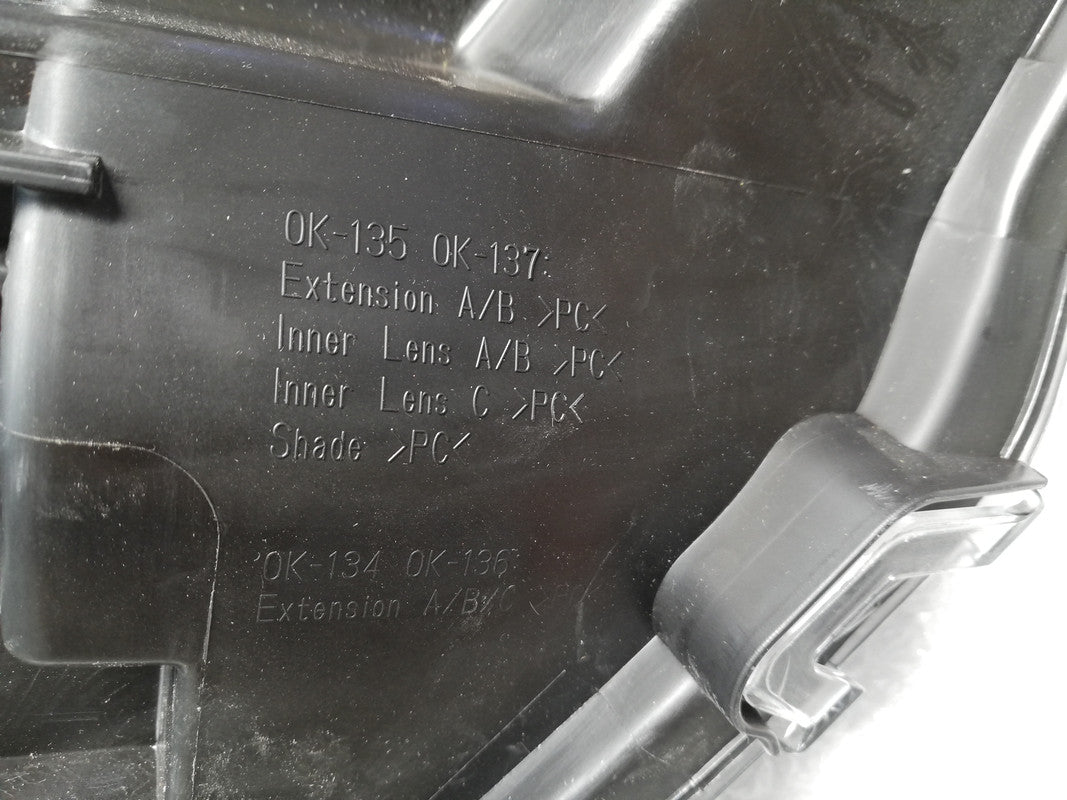 OK-135 OK-137:
Extension A/B >PC<
Inner Lens A/B >PC<
Inner Lens C >PC<
Shade >PC<
OK-134 OK-136
Extension A/B/C >PC